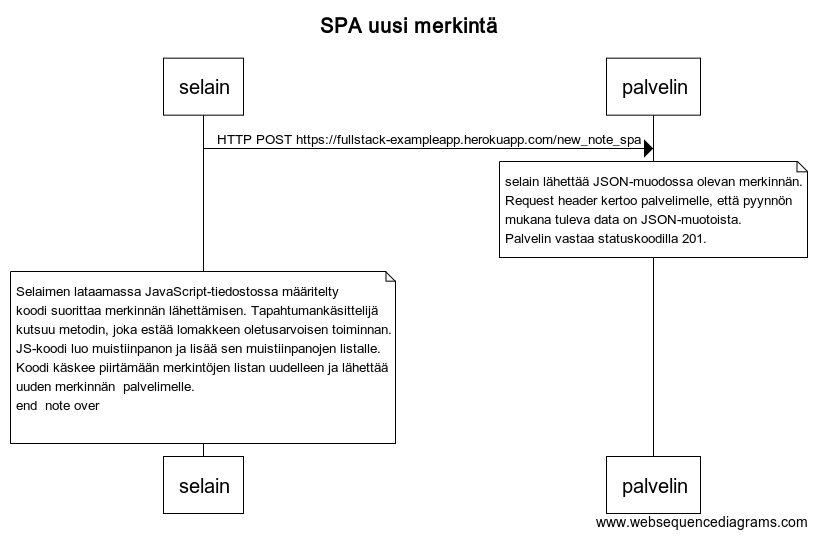 SPA uusi merkintä
selain
palvelin
HTTP POST https://fullstack-exampleapp.herokuapp.com/new_note_spa
selain lähettää JSON-muodossa olevan merkinnän.
Request header kertoo palvelimelle, että pyynnön
mukana tuleva data on JSON-muotoista.
Palvelin vastaa statuskoodilla 201.
Selaimen lataamassa JavaScript-tiedostossa määritelty
koodi suorittaa merkinnän lähettämisen. Tapahtumankäsittelijä
kutsuu metodin, joka estää lomakkeen oletusarvoisen toiminnan.
JS-koodi luo muistiinpanon ja lisää sen muistiinpanojen listalle.
Koodi käskee piirtämään merkintöjen listan uudelleen ja lähettää
uuden merkinnän  palvelimelle.
end  note over
selain
palvelin
www.websequencediagrams.com